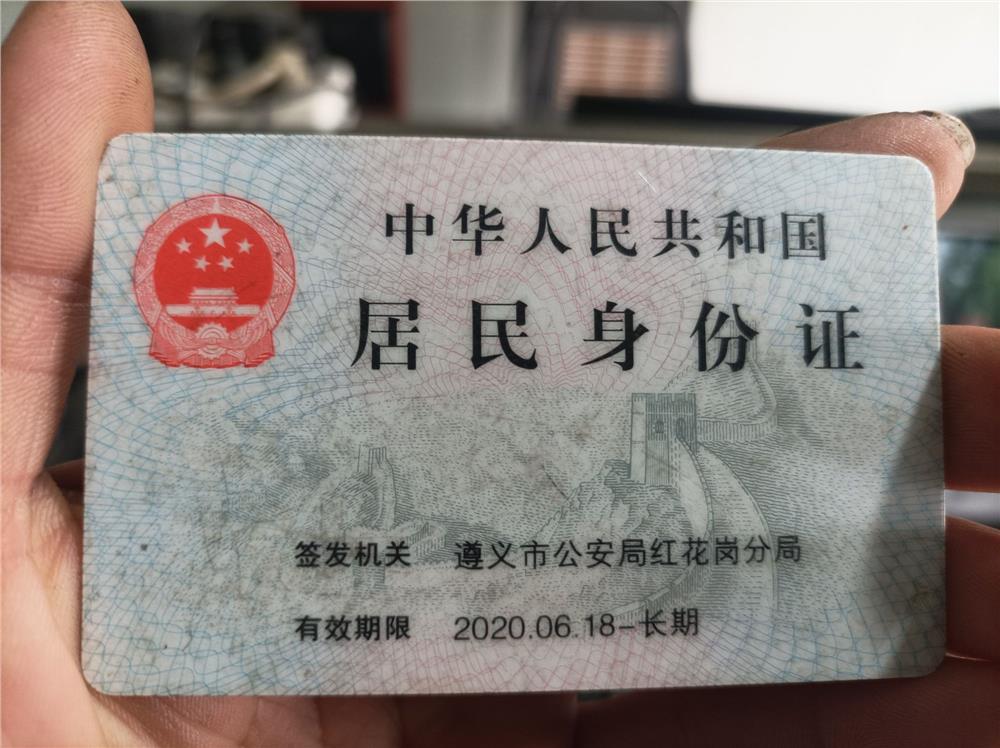 中华人民共和国
居民身份证
签发机关 遵义市公安局红花岗分局
有效期限 2020.06.18-长期